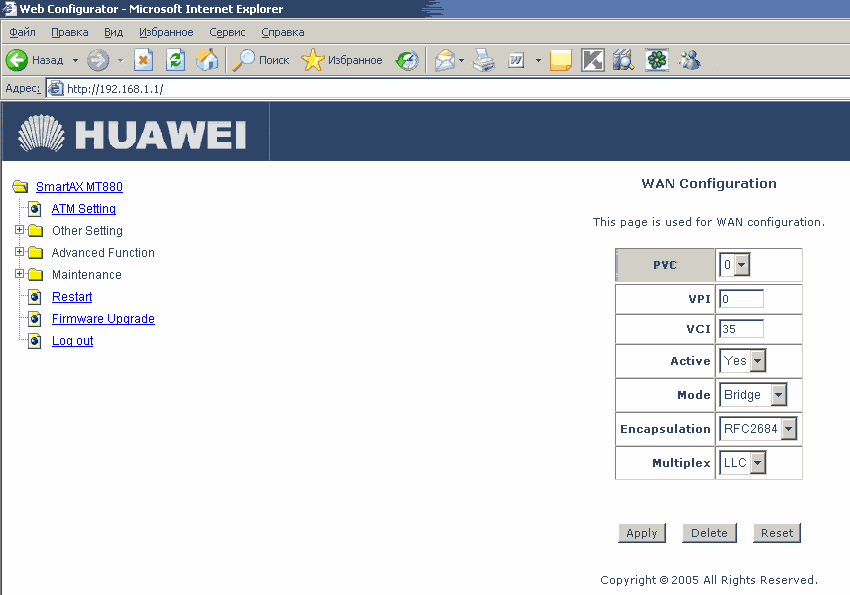 Web Configurator - Microsoft Internet Explorer
Файл Правка Вид Избранное Сервис Справка
Назад Поиск Избранное W
Адрес: http://192.168.1.1/
HUAWEI
SmartAX MT880
ATM Setting
Other Setting
Advanced Function
Maintenance
Restart
Firmware Upgrade
Log out
WAN Configuration
This page is used for WAN configuration.
PVC 0
VPI 0
VCI 35
Active Yes
Mode Bridge
Encapsulation RFC2684
Multiplex LLC
Apply Delete Reset
Copyright © 2005 All Rights Reserved.